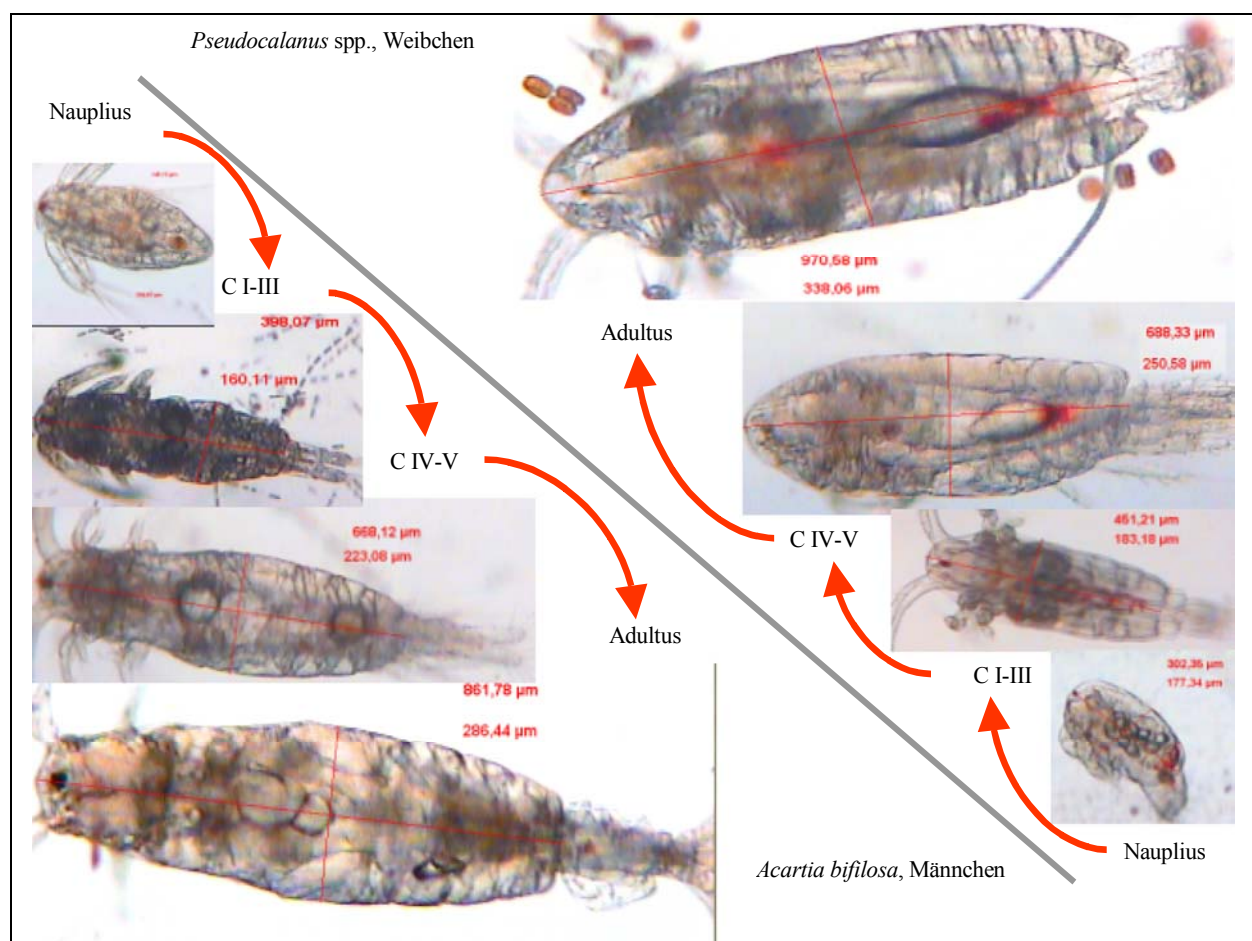 Pseudocalanus spp., Weibchen
Nauplius
C I-III
398,07 µm
160,11 µm
C IV-V
668,12 µm
223,08 µm
Adultus
861,78 µm
286,44 µm
970,58 µm
338,06 µm
Adultus
688,33 µm
250,58 µm
C IV-V
461,21 µm
183,18 µm
C I-III
302,35 µm
177,34 µm
Nauplius
Acartia bifilosa, Männchen